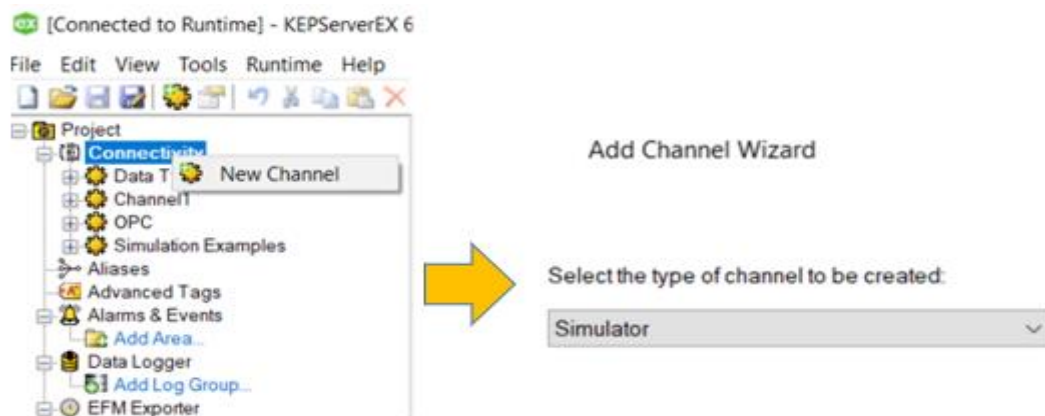 [Connected to Runtime] - KEPServerEX 6
File Edit View Tools Runtime Help
Project
Connectivity
New Channel
Data T
Channel1
OPC
Simulation Examples
Aliases
Advanced Tags
Alarms & Events
Add Area...
Data Logger
Add Log Group...
EFM Exporter
Add Channel Wizard
Select the type of channel to be created:
Simulator